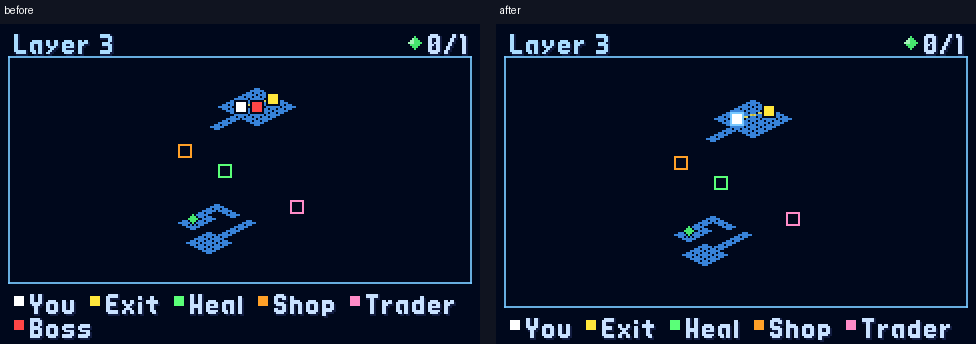 before
Layer 3
0/1
You Exit Heal Shop Trader
Boss
after
Layer 3
0/1
You Exit Heal Shop Trader